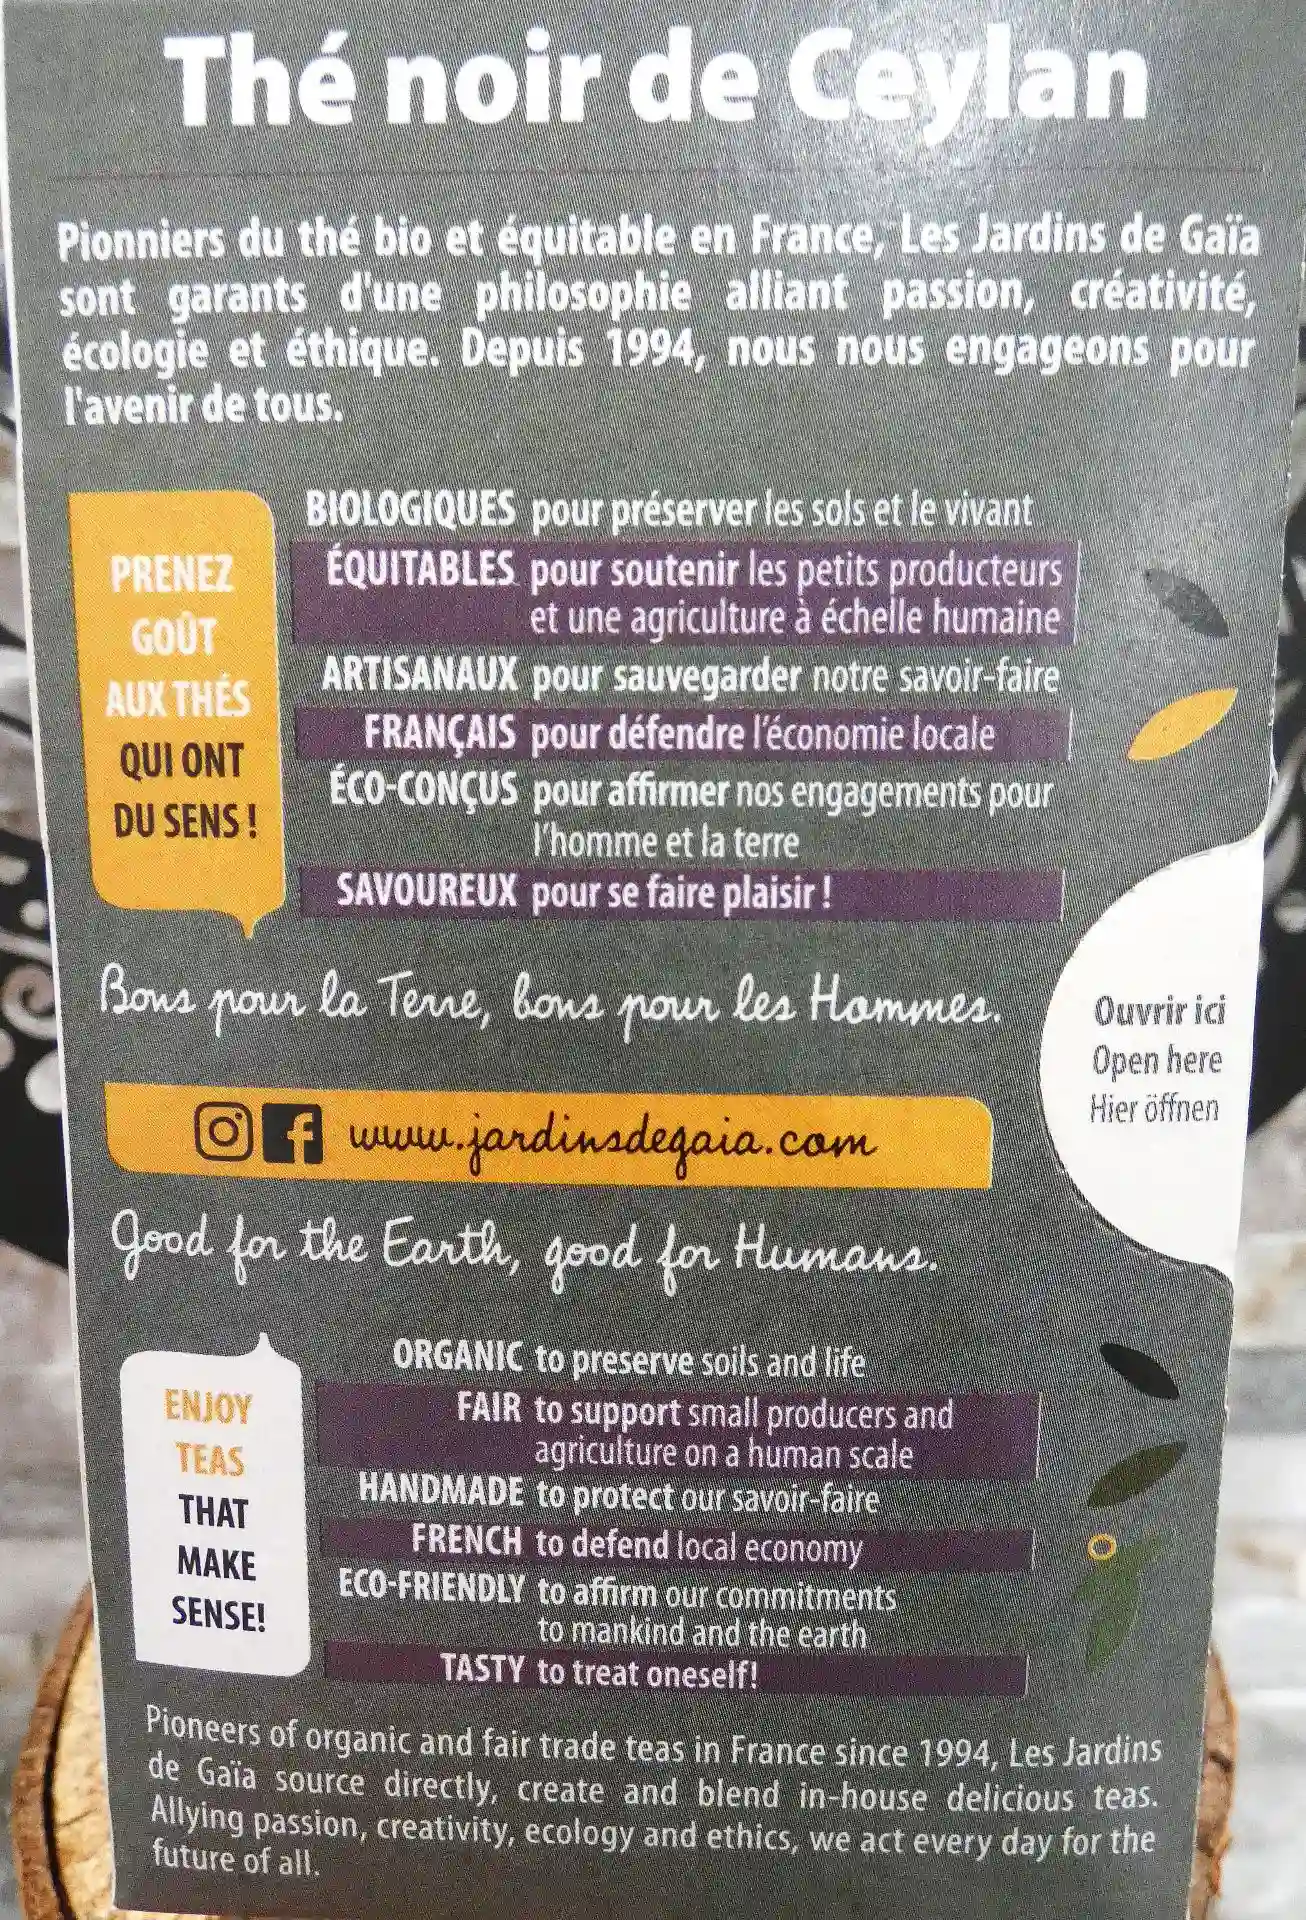 Thé noir de Ceylan
Pionniers du thé bio et équitable en France, Les Jardins de Gaïa
sont garants d'une philosophie alliant passion, créativité,
écologie et éthique. Depuis 1994, nous nous engageons pour
l'avenir de tous.
PRENEZ
GOÛT
AUX THÉS
QUI ONT
DU SENS !
BIOLOGIQUES pour préserver les sols et le vivant
ÉQUITABLES pour soutenir les petits producteurs
et une agriculture à échelle humaine
ARTISANAUX pour sauvegarder notre savoir-faire
FRANÇAIS pour défendre l'économie locale
ÉCO-CONÇUS pour affirmer nos engagements pour
l'homme et la terre
SAVOUREUX pour se faire plaisir !
Bons pour la Terre, bons pour les Hommes.
Ouvrir ici
Open here
Hier öffnen
www.jardinsdegaia.com
Good for the Earth, good for Humans.
ENJOY
TEAS
THAT
MAKE
SENSE!
ORGANIC to preserve soils and life
FAIR to support small producers and
agriculture on a human scale
HANDMADE to protect our savoir-faire
FRENCH to defend local economy
ECO-FRIENDLY to affirm our commitments
to mankind and the earth
TASTY to treat oneself!
Pioneers of organic and fair trade teas in France since 1994, Les Jardins
de Gaïa source directly, create and blend in-house delicious teas.
Allying passion, creativity, ecology and ethics, we act every day for the
future of all.